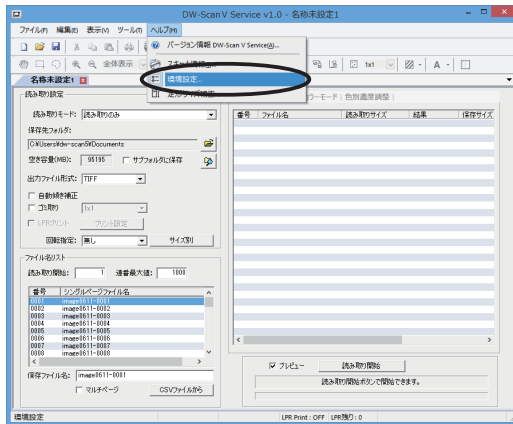 DW-Scan V Service v1.0 - 名称未設定1
ファイル(F) 編集(E) 表示(V) ツール(T) ヘルプ(H)
バージョン情報 DW-Scan V Service(A)...
環境設定...
全体表示
1x1
名称未設定1
カラーモード | 色別濃度調整 |
読み取り設定
読み取りモード: 読み取りのみ
保存先フォルダ:
C:¥Users¥dw-scan5¥Documents
空き容量(MB): 95195 サブフォルダに保存
出力ファイル形式: TIFF
自動傾き補正
ゴミ取り 1x1
LPRプリント プリント設定
回転指定: 無し サイズ別
番号 ファイル名 読み取りサイズ 結果 保存サイズ
ファイル名リスト
読み取り開始: 1 連番最大値: 1000
番号 シングルページファイル名
0001 image0611-0001
0002 image0611-0002
0003 image0611-0003
0004 image0611-0004
0005 image0611-0005
0006 image0611-0006
0007 image0611-0007
0008 image0611-0008
保存ファイル名: image0611-0001
マルチページ CSVファイルから
プレビュー 読み取り開始
読み取り開始ボタンで開始できます。
環境設定 LPR Print : OFF LPR残り : 0